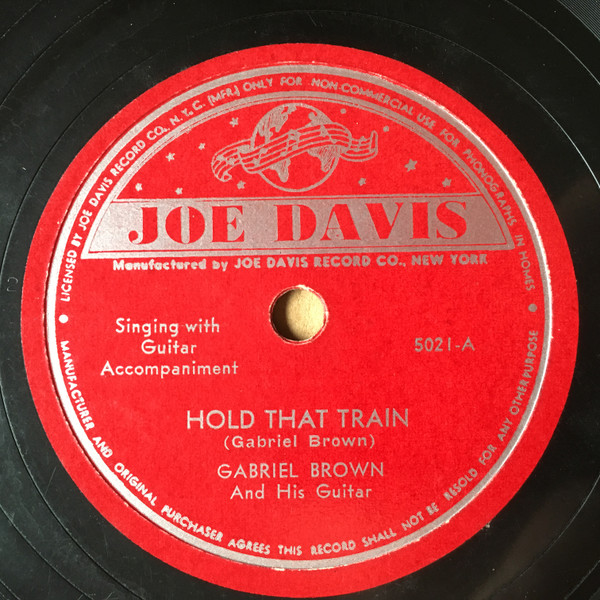 LICENSED BY JOE DAVIS RECORD CO., N.Y.C. (MFR.) ONLY FOR NON-COMMERCIAL USE FOR PHONOGRAPHS IN HOMES.
JOE DAVIS
Manufactured by JOE DAVIS RECORD CO., NEW YORK
Singing with
Guitar
Accompaniment
5021-A
HOLD THAT TRAIN
(Gabriel Brown)
GABRIEL BROWN
And His Guitar
MANUFACTURER AND ORIGINAL PURCHASER AGREES THIS RECORD SHALL NOT BE RESOLD FOR ANY OTHER PURPOSE